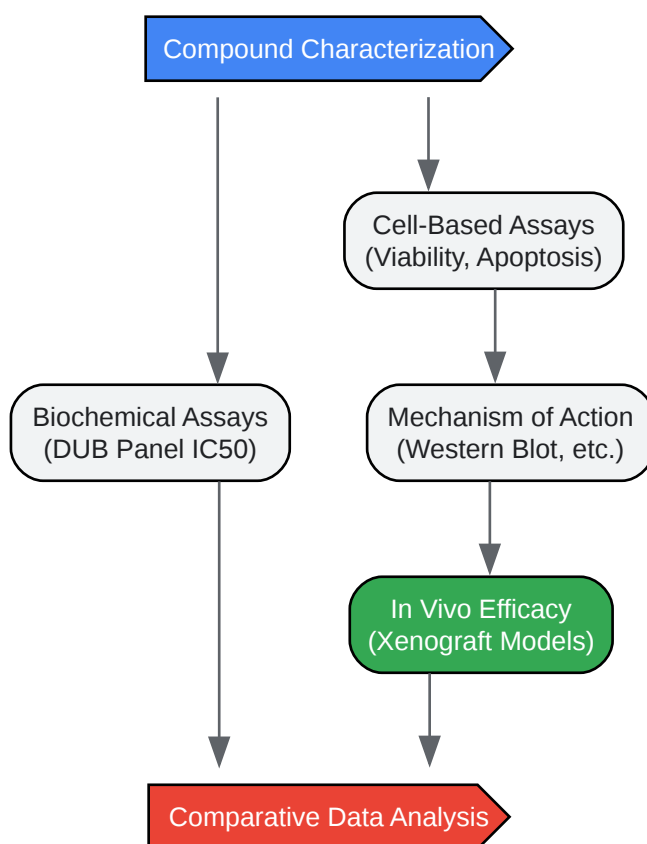 Compound Characterization
Cell-Based Assays
(Viability, Apoptosis)
Biochemical Assays
(DUB Panel IC50)
Mechanism of Action
(Western Blot, etc.)
In Vivo Efficacy
(Xenograft Models)
Comparative Data Analysis